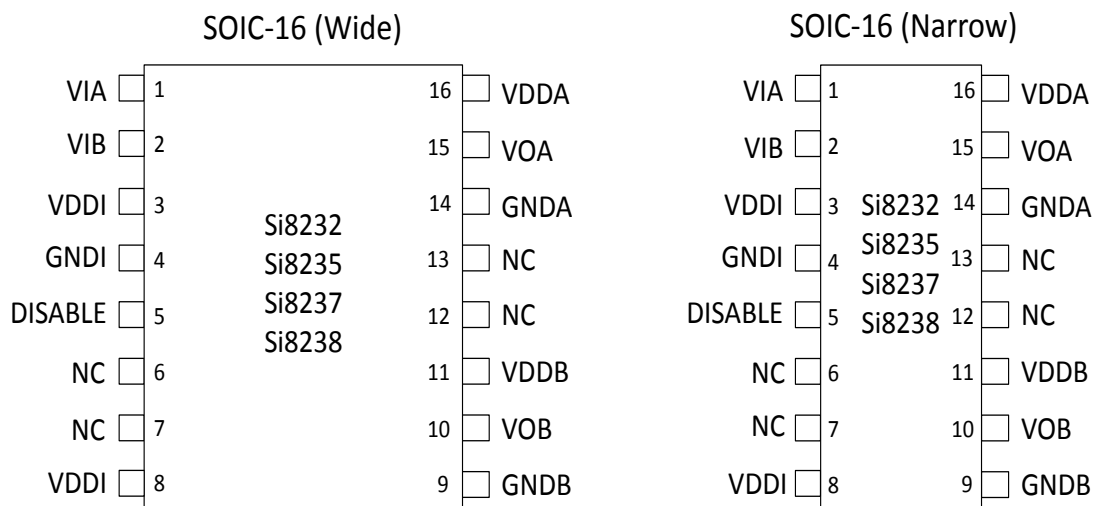 SOIC-16 (Wide)
VIA 1 16 VDDA
VIB 2 15 VOA
VDDI 3 14 GNDA
GNDI 4 13 NC
DISABLE 5 12 NC
NC 6 11 VDDB
NC 7 10 VOB
VDDI 8 9 GNDB
Si8232
Si8235
Si8237
Si8238
SOIC-16 (Narrow)
VIA 1 16 VDDA
VIB 2 15 VOA
VDDI 3 14 GNDA
GNDI 4 13 NC
DISABLE 5 12 NC
NC 6 11 VDDB
NC 7 10 VOB
VDDI 8 9 GNDB
Si8232
Si8235
Si8237
Si8238